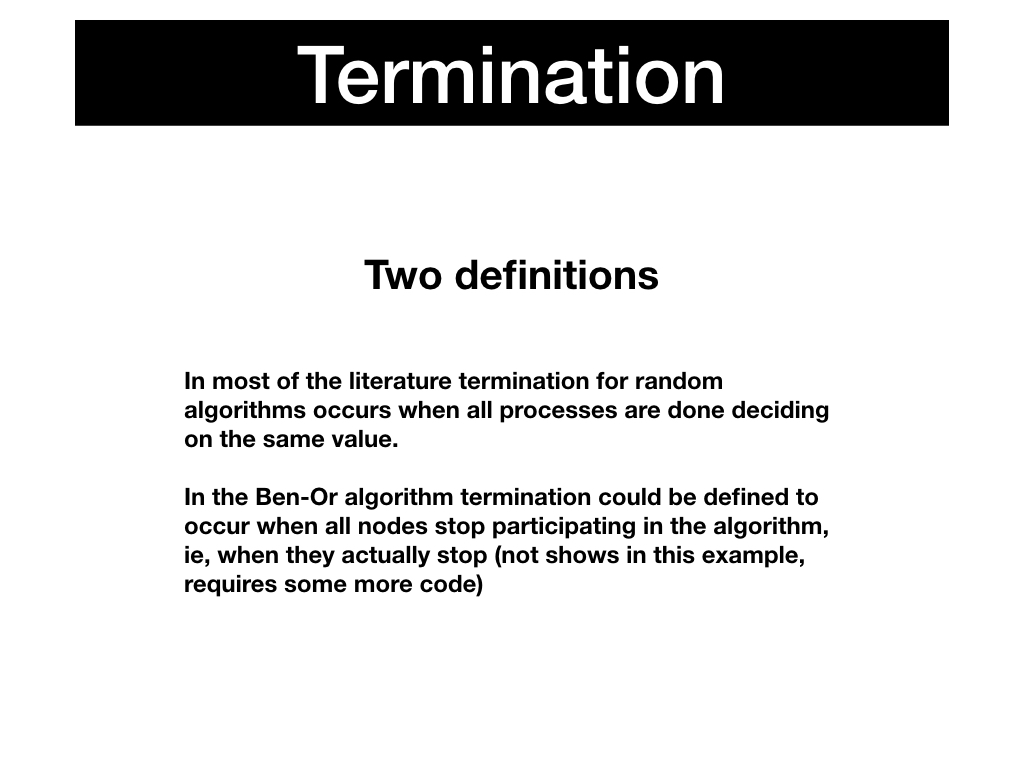 Termination
Two definitions
In most of the literature termination for random
algorithms occurs when all processes are done deciding
on the same value.
In the Ben-Or algorithm termination could be defined to
occur when all nodes stop participating in the algorithm,
ie, when they actually stop (not shows in this example,
requires some more code)